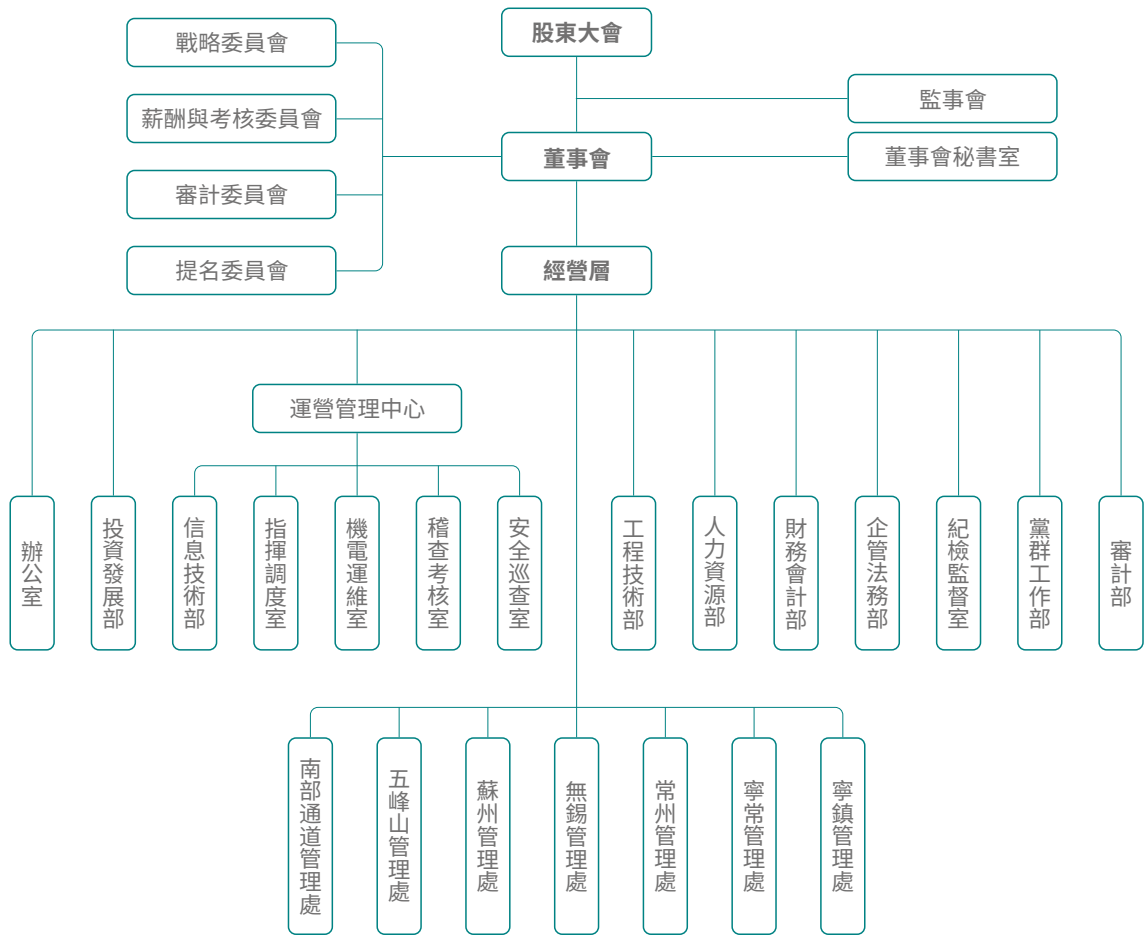 股東大會
戰略委員會
薪酬與考核委員會
審計委員會
提名委員會
監事會
董事會
董事會秘書室
經營層
運營管理中心
辦公室
投資發展部
信息技術部
指揮調度室
機電運維室
稽查考核室
安全巡查室
工程技術部
人力資源部
財務會計部
企管法務部
紀檢監督室
黨群工作部
審計部
南部通道管理處
五峰山管理處
蘇州管理處
無錫管理處
常州管理處
寧常管理處
寧鎮管理處